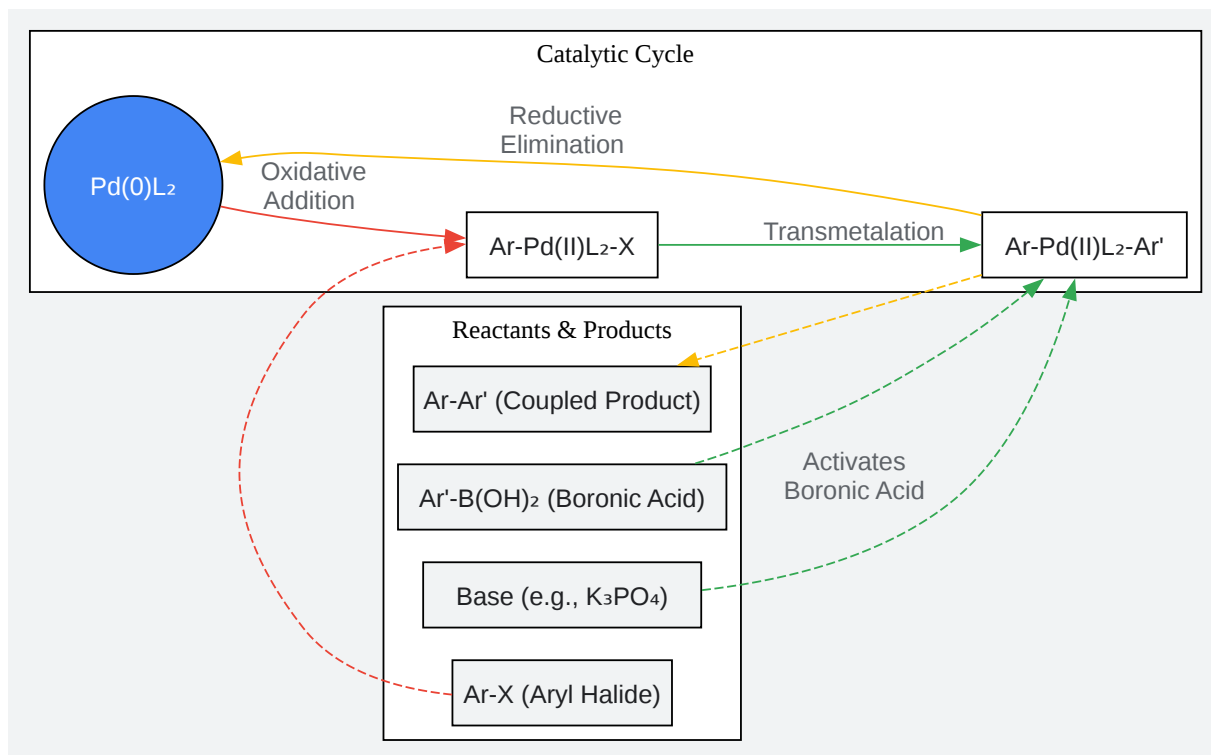 Catalytic Cycle
Reductive
Elimination
Oxidative
Addition
Pd(0)L₂
Ar-Pd(II)L₂-X
Transmetalation
Ar-Pd(II)L₂-Ar'
Reactants & Products
Ar-Ar' (Coupled Product)
Ar'-B(OH)₂ (Boronic Acid)
Activates
Boronic Acid
Base (e.g., K₃PO₄)
Ar-X (Aryl Halide)